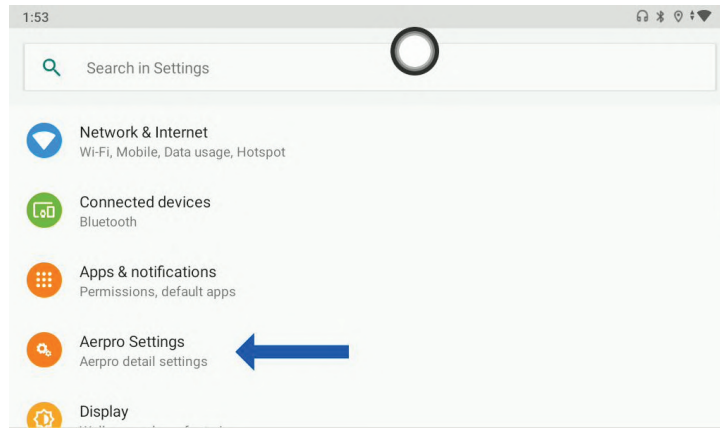 1:53
Search in Settings
Network & Internet
Wi-Fi, Mobile, Data usage, Hotspot
Connected devices
Bluetooth
Apps & notifications
Permissions, default apps
Aerpro Settings
Aerpro detail settings
Display